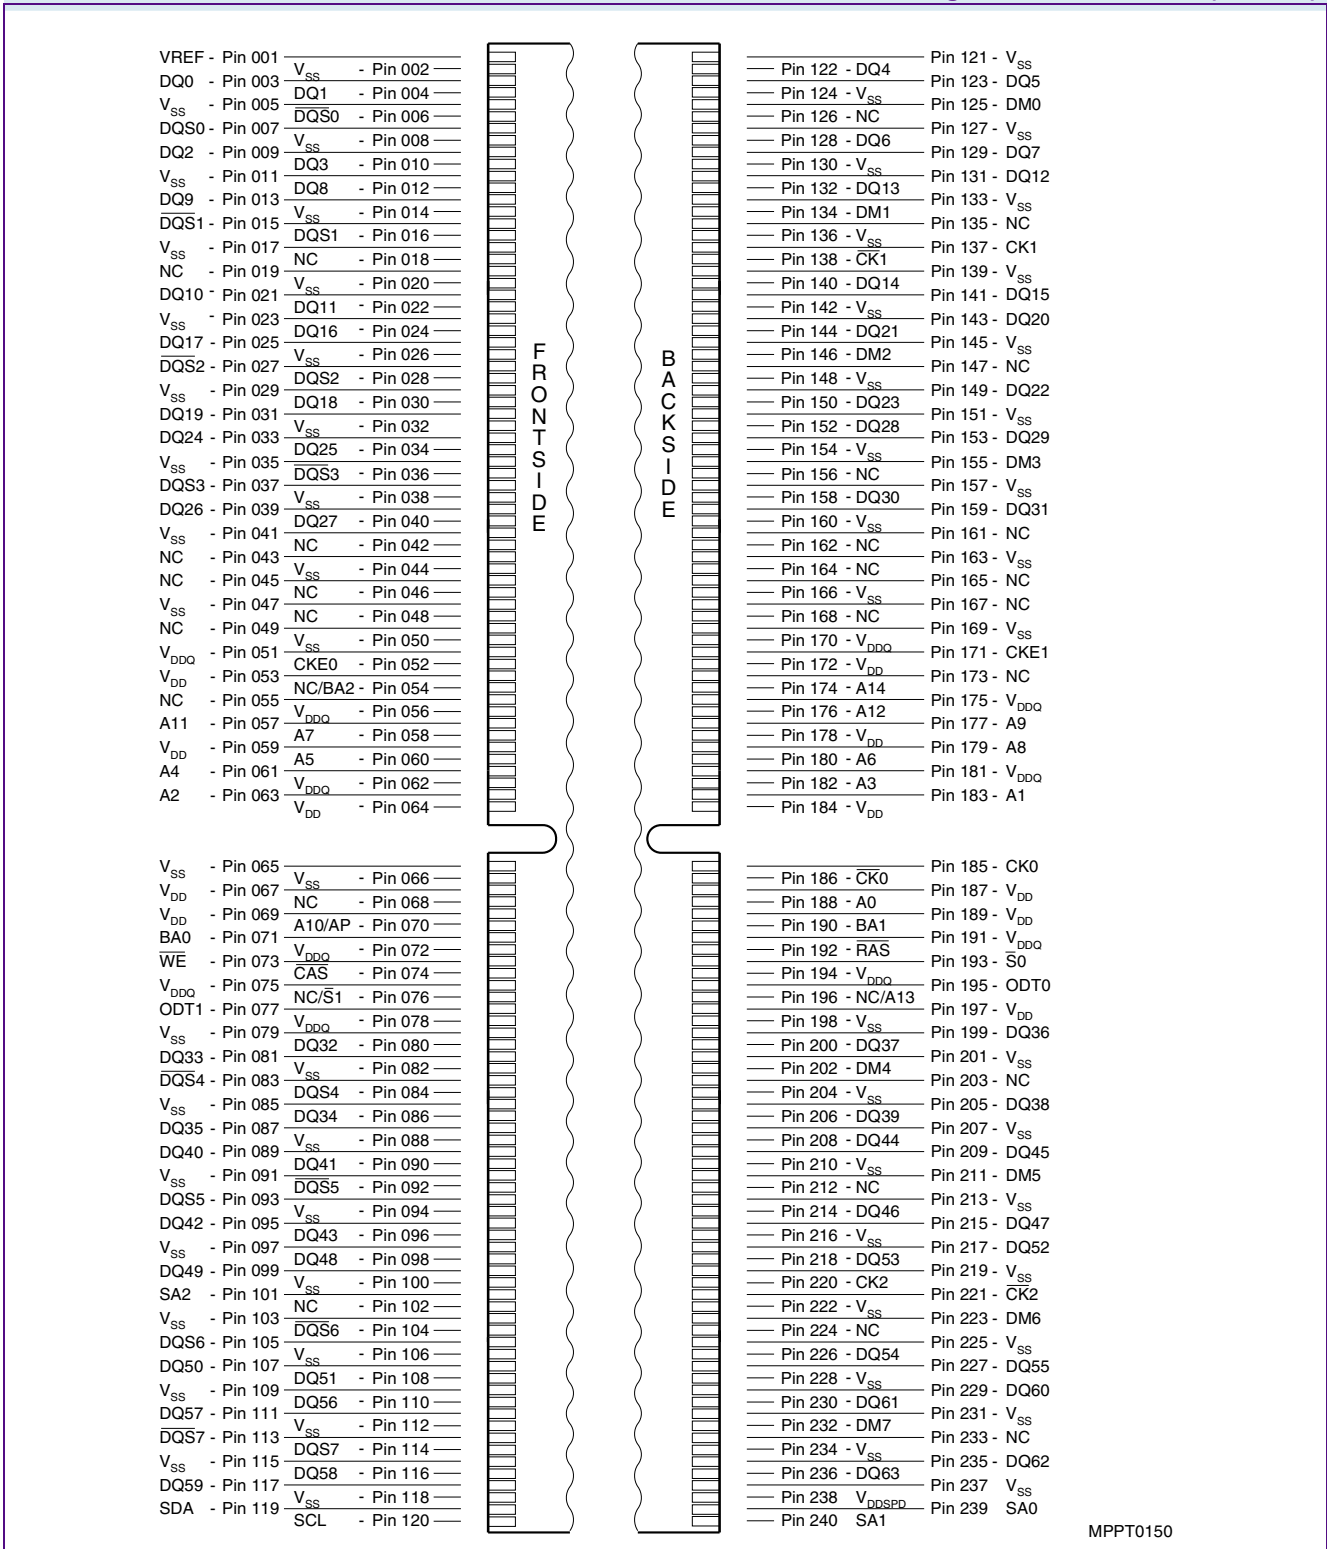 VREF - Pin 001
VSS - Pin 002
DQ0 - Pin 003
DQ1 - Pin 004
VSS - Pin 005
DQS0 - Pin 006
DQS0 - Pin 007
VSS - Pin 008
DQ2 - Pin 009
DQ3 - Pin 010
VSS - Pin 011
DQ8 - Pin 012
DQ9 - Pin 013
VSS - Pin 014
DQS1 - Pin 015
DQS1 - Pin 016
VSS - Pin 017
NC - Pin 018
NC - Pin 019
VSS - Pin 020
DQ10 - Pin 021
DQ11 - Pin 022
VSS - Pin 023
DQ16 - Pin 024
DQ17 - Pin 025
VSS - Pin 026
DQS2 - Pin 027
DQS2 - Pin 028
VSS - Pin 029
DQ18 - Pin 030
DQ19 - Pin 031
VSS - Pin 032
DQ24 - Pin 033
DQ25 - Pin 034
VSS - Pin 035
DQS3 - Pin 036
DQS3 - Pin 037
VSS - Pin 038
DQ26 - Pin 039
DQ27 - Pin 040
VSS - Pin 041
NC - Pin 042
NC - Pin 043
VSS - Pin 044
NC - Pin 045
NC - Pin 046
VSS - Pin 047
NC - Pin 048
NC - Pin 049
VSS - Pin 050
VDDQ - Pin 051
CKE0 - Pin 052
VDD - Pin 053
NC/BA2 - Pin 054
NC - Pin 055
VDDQ - Pin 056
A11 - Pin 057
A7 - Pin 058
VDD - Pin 059
A5 - Pin 060
A4 - Pin 061
VDDQ - Pin 062
A2 - Pin 063
VDD - Pin 064
VSS - Pin 065
VSS - Pin 066
VDD - Pin 067
NC - Pin 068
VDD - Pin 069
A10/AP - Pin 070
BA0 - Pin 071
VDDQ - Pin 072
WE - Pin 073
CAS - Pin 074
VDDQ - Pin 075
NC/S1 - Pin 076
ODT1 - Pin 077
VDDQ - Pin 078
VSS - Pin 079
DQ32 - Pin 080
DQ33 - Pin 081
VSS - Pin 082
DQS4 - Pin 083
DQS4 - Pin 084
VSS - Pin 085
DQ34 - Pin 086
DQ35 - Pin 087
VSS - Pin 088
DQ40 - Pin 089
DQ41 - Pin 090
VSS - Pin 091
DQS5 - Pin 092
DQS5 - Pin 093
VSS - Pin 094
DQ42 - Pin 095
DQ43 - Pin 096
VSS - Pin 097
DQ48 - Pin 098
DQ49 - Pin 099
VSS - Pin 100
SA2 - Pin 101
NC - Pin 102
VSS - Pin 103
DQS6 - Pin 104
DQS6 - Pin 105
VSS - Pin 106
DQ50 - Pin 107
DQ51 - Pin 108
VSS - Pin 109
DQ56 - Pin 110
DQ57 - Pin 111
VSS - Pin 112
DQS7 - Pin 113
DQS7 - Pin 114
VSS - Pin 115
DQ58 - Pin 116
DQ59 - Pin 117
VSS - Pin 118
SDA - Pin 119
SCL - Pin 120
FRONTSIDE
BACKSIDE
Pin 121 - VSS
Pin 122 - DQ4
Pin 123 - DQ5
Pin 124 - VSS
Pin 125 - DM0
Pin 126 - NC
Pin 127 - VSS
Pin 128 - DQ6
Pin 129 - DQ7
Pin 130 - VSS
Pin 131 - DQ12
Pin 132 - DQ13
Pin 133 - VSS
Pin 134 - DM1
Pin 135 - NC
Pin 136 - VSS
Pin 137 - CK1
Pin 138 - CK1
Pin 139 - VSS
Pin 140 - DQ14
Pin 141 - DQ15
Pin 142 - VSS
Pin 143 - DQ20
Pin 144 - DQ21
Pin 145 - VSS
Pin 146 - DM2
Pin 147 - NC
Pin 148 - VSS
Pin 149 - DQ22
Pin 150 - DQ23
Pin 151 - VSS
Pin 152 - DQ28
Pin 153 - DQ29
Pin 154 - VSS
Pin 155 - DM3
Pin 156 - NC
Pin 157 - VSS
Pin 158 - DQ30
Pin 159 - DQ31
Pin 160 - VSS
Pin 161 - NC
Pin 162 - NC
Pin 163 - VSS
Pin 164 - NC
Pin 165 - NC
Pin 166 - VSS
Pin 167 - NC
Pin 168 - NC
Pin 169 - VSS
Pin 170 - VDDQ
Pin 171 - CKE1
Pin 172 - VDD
Pin 173 - NC
Pin 174 - A14
Pin 175 - VDDQ
Pin 176 - A12
Pin 177 - A9
Pin 178 - VDD
Pin 179 - A8
Pin 180 - A6
Pin 181 - VDDQ
Pin 182 - A3
Pin 183 - A1
Pin 184 - VDD
Pin 185 - CK0
Pin 186 - CK0
Pin 187 - VDD
Pin 188 - A0
Pin 189 - VDD
Pin 190 - BA1
Pin 191 - VDDQ
Pin 192 - RAS
Pin 193 - S0
Pin 194 - VDDQ
Pin 195 - ODT0
Pin 196 - NC/A13
Pin 197 - VDD
Pin 198 - VSS
Pin 199 - DQ36
Pin 200 - DQ37
Pin 201 - VSS
Pin 202 - DM4
Pin 203 - NC
Pin 204 - VSS
Pin 205 - DQ38
Pin 206 - DQ39
Pin 207 - VSS
Pin 208 - DQ44
Pin 209 - DQ45
Pin 210 - VSS
Pin 211 - DM5
Pin 212 - NC
Pin 213 - VSS
Pin 214 - DQ46
Pin 215 - DQ47
Pin 216 - VSS
Pin 217 - DQ52
Pin 218 - DQ53
Pin 219 - VSS
Pin 220 - CK2
Pin 221 - CK2
Pin 222 - VSS
Pin 223 - DM6
Pin 224 - NC
Pin 225 - VSS
Pin 226 - DQ54
Pin 227 - DQ55
Pin 228 - VSS
Pin 229 - DQ60
Pin 230 - DQ61
Pin 231 - VSS
Pin 232 - DM7
Pin 233 - NC
Pin 234 - VSS
Pin 235 - DQ62
Pin 236 - DQ63
Pin 237 VSS
Pin 238 VDDSPD
Pin 239 SA0
Pin 240 SA1
MPPT0150